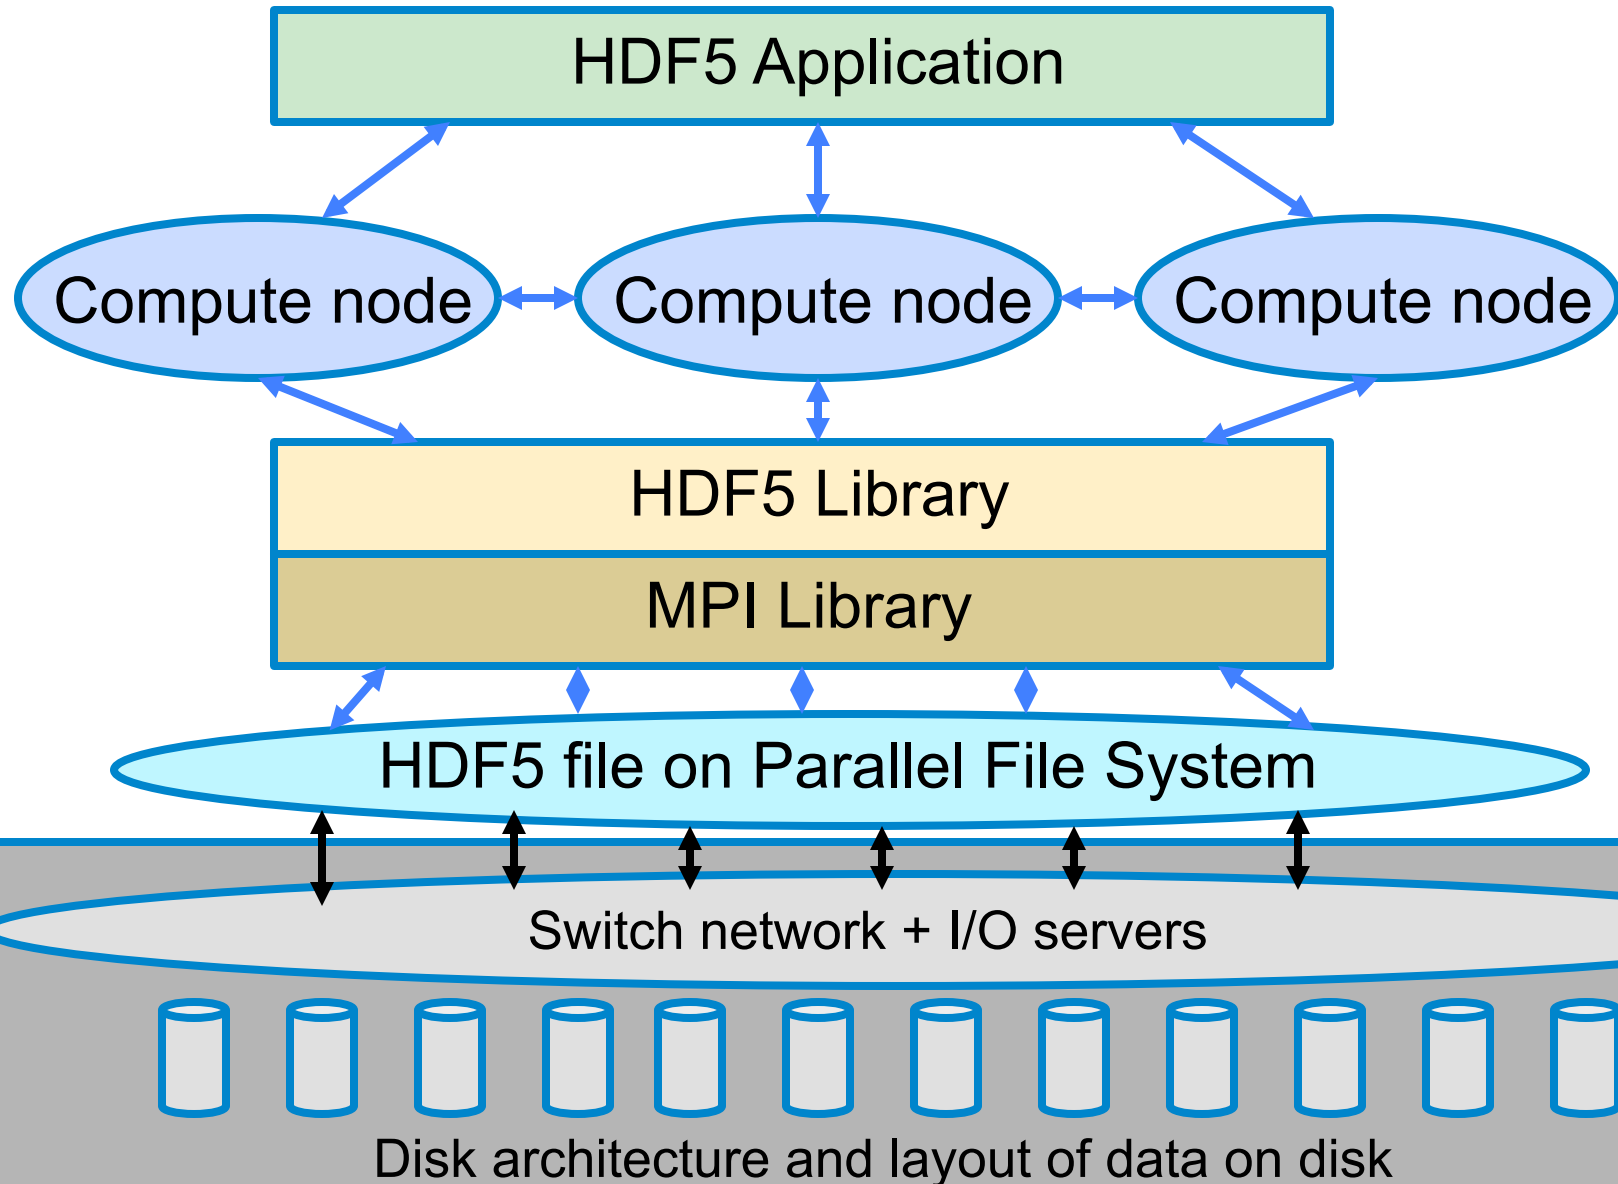 HDF5 Application
Compute node
Compute node
Compute node
HDF5 Library
MPI Library
HDF5 file on Parallel File System
Switch network + I/O servers
Disk architecture and layout of data on disk